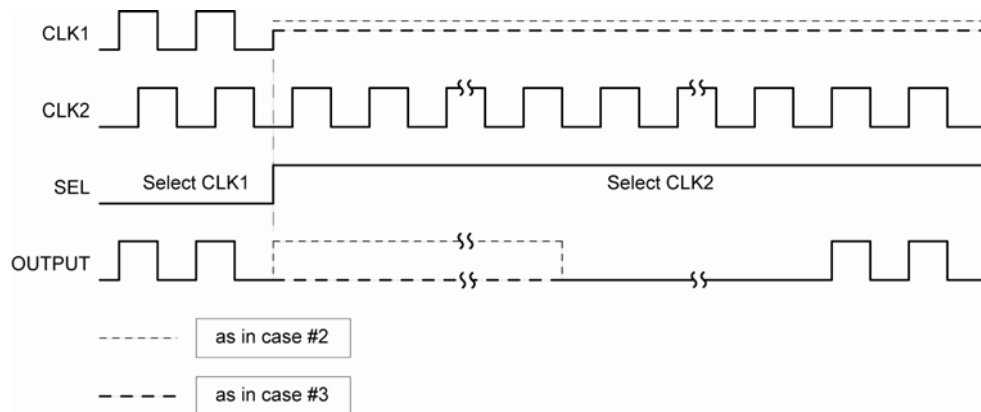 CLK1
CLK2
SEL
Select CLK1
Select CLK2
OUTPUT
as in case #2
as in case #3